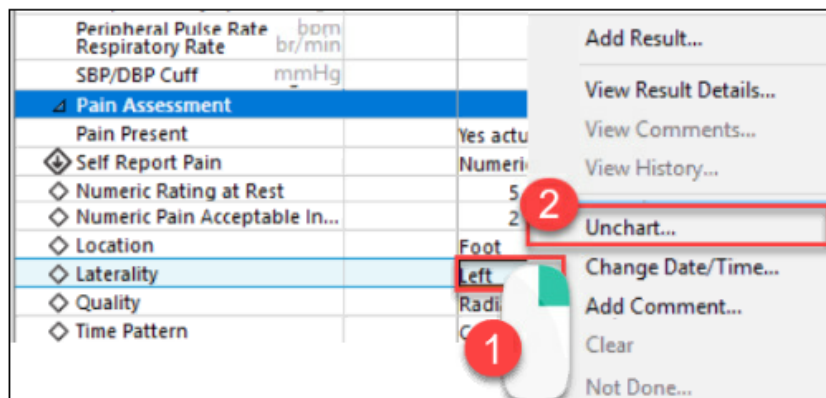 Peripheral Pulse Rate bpm
Respiratory Rate br/min
SBP/DBP Cuff mmHg
Pain Assessment
Pain Present Yes actu
Self Report Pain Numeri
Numeric Rating at Rest 5
Numeric Pain Acceptable In... 2
Location Foot
Laterality Left
Quality Radi
Time Pattern C
1
2
Add Result...
View Result Details...
View Comments...
View History...
Unchart...
Change Date/Time...
Add Comment...
Clear
Not Done...